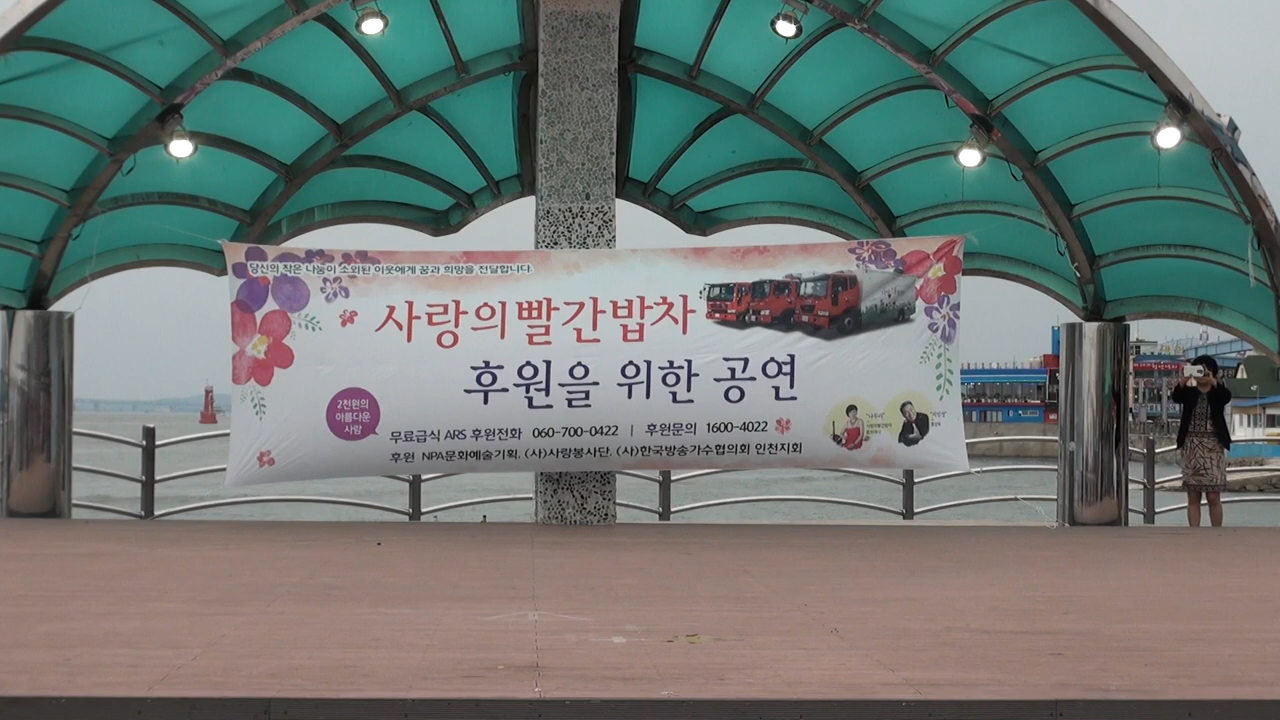 당신의 작은 나눔이 소외된 이웃에게 꿈과 희망을 전달합니다.
사랑의빨간밥차
후원을 위한 공연
2천원의
아름다운
사람
무료급식 ARS 후원전화 060-700-0422 | 후원문의 1600-4022
후원 NPA문화예술기획, (사)사랑봉사단, (사)한국방송가수협의회 인천지회